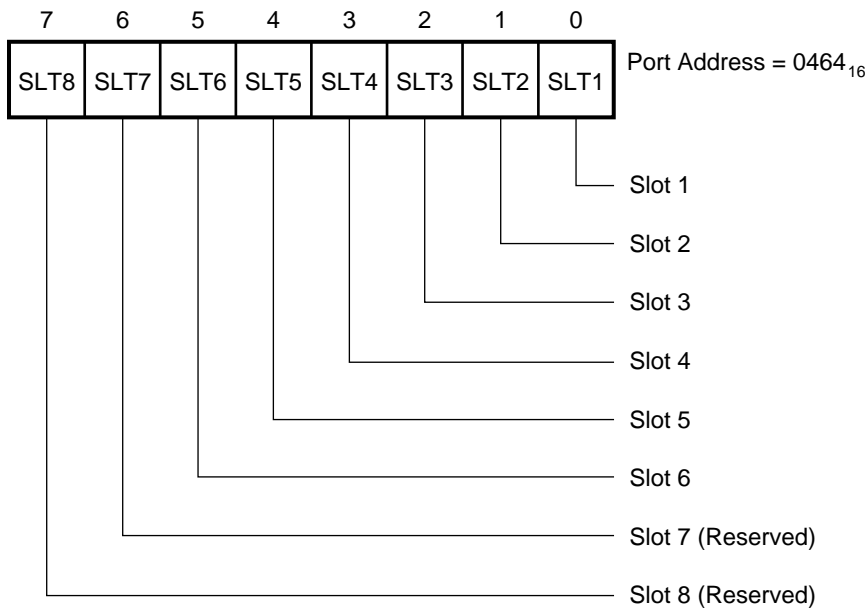 7 6 5 4 3 2 1 0
SLT8 SLT7 SLT6 SLT5 SLT4 SLT3 SLT2 SLT1 Port Address = 0464₁₆
Slot 1
Slot 2
Slot 3
Slot 4
Slot 5
Slot 6
Slot 7 (Reserved)
Slot 8 (Reserved)